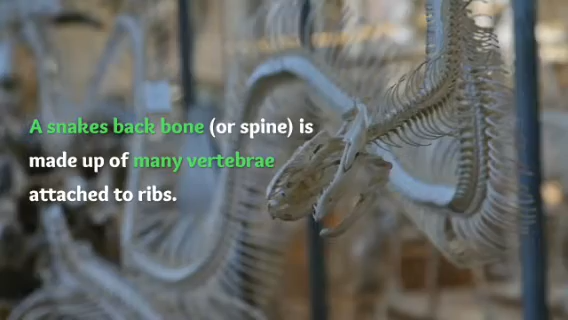 A snakes back bone (or spine) is
made up of many vertebrae
attached to ribs.